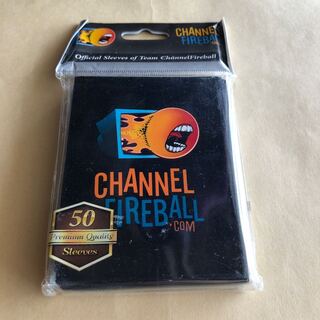 CHANNEL
FIREBALL
Official Sleeves of Team ChannelFireball
CHANNEL
FIREBALL
.COM
50
Premium Quality
Sleeves